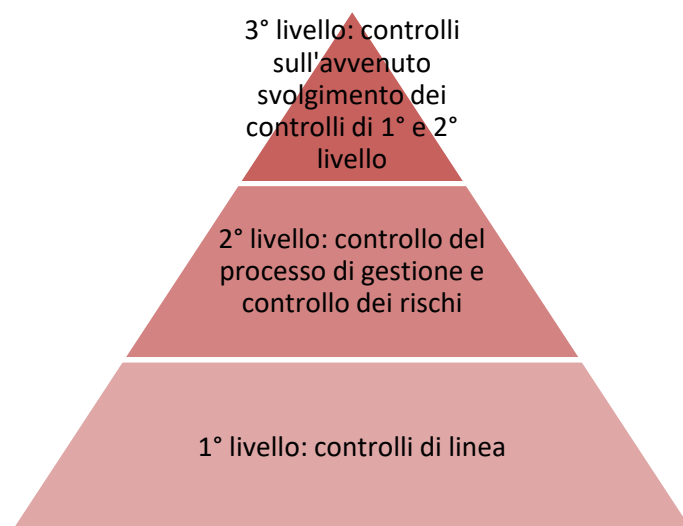 3° livello: controlli
sull'avvenuto
svolgimento dei
controlli di 1° e 2°
livello
2° livello: controllo del
processo di gestione e
controllo dei rischi
1° livello: controlli di linea